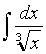 ∫ dx / ∛x